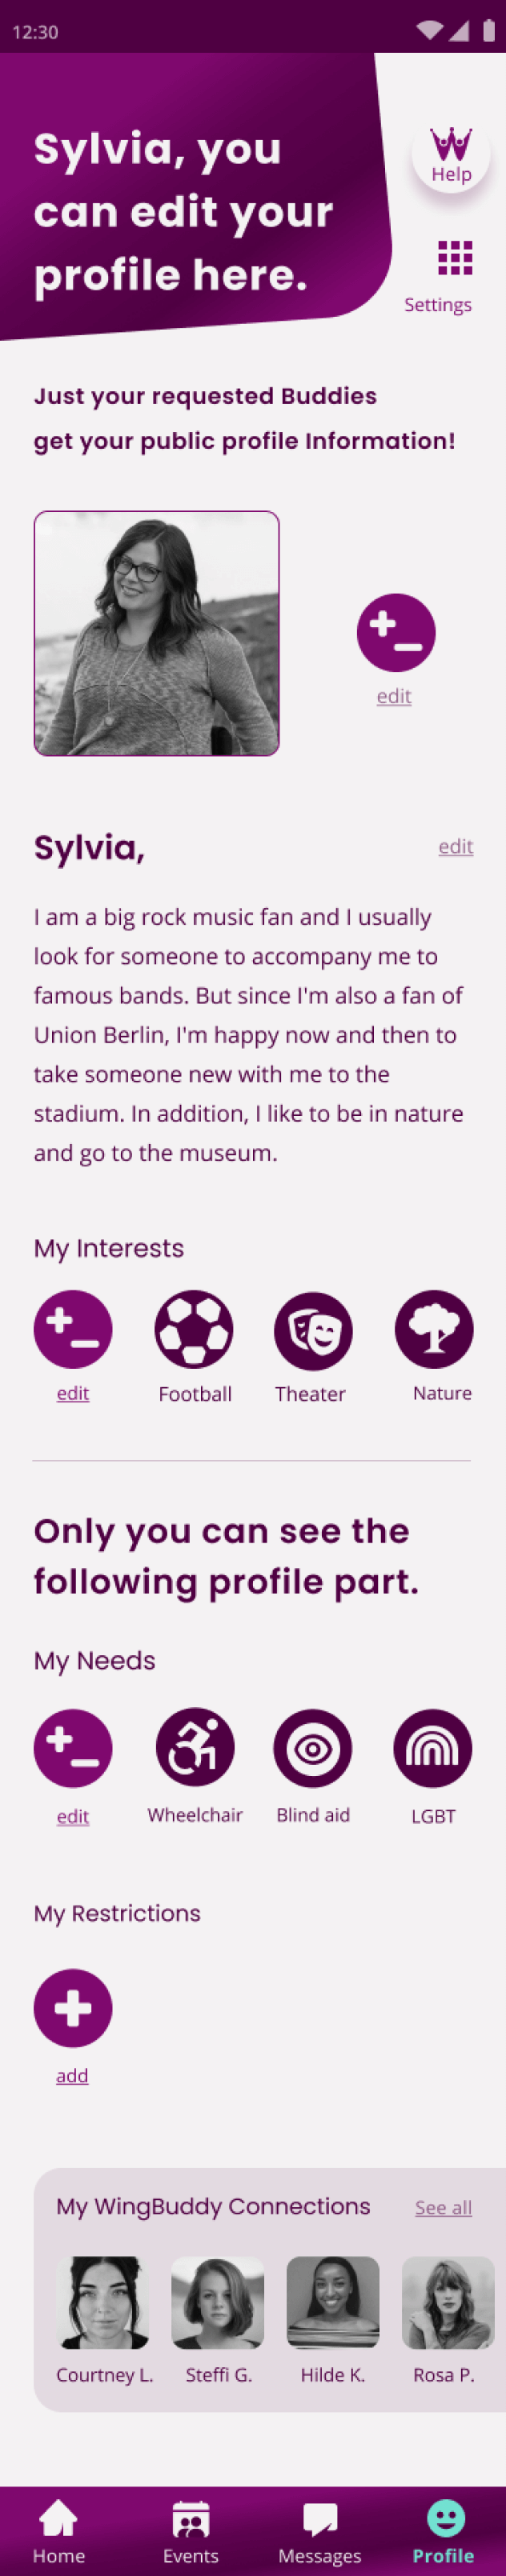 12:30
Sylvia, you
can edit your
profile here.
Help
Settings
Just your requested Buddies
get your public profile Information!
edit
Sylvia,
edit
I am a big rock music fan and I usually
look for someone to accompany me to
famous bands. But since I'm also a fan of
Union Berlin, I'm happy now and then to
take someone new with me to the
stadium. In addition, I like to be in nature
and go to the museum.
My Interests
edit Football Theater Nature
Only you can see the
following profile part.
My Needs
edit Wheelchair Blind aid LGBT
My Restrictions
add
My WingBuddy Connections See all
Courtney L. Steffi G. Hilde K. Rosa P.
Home Events Messages Profile